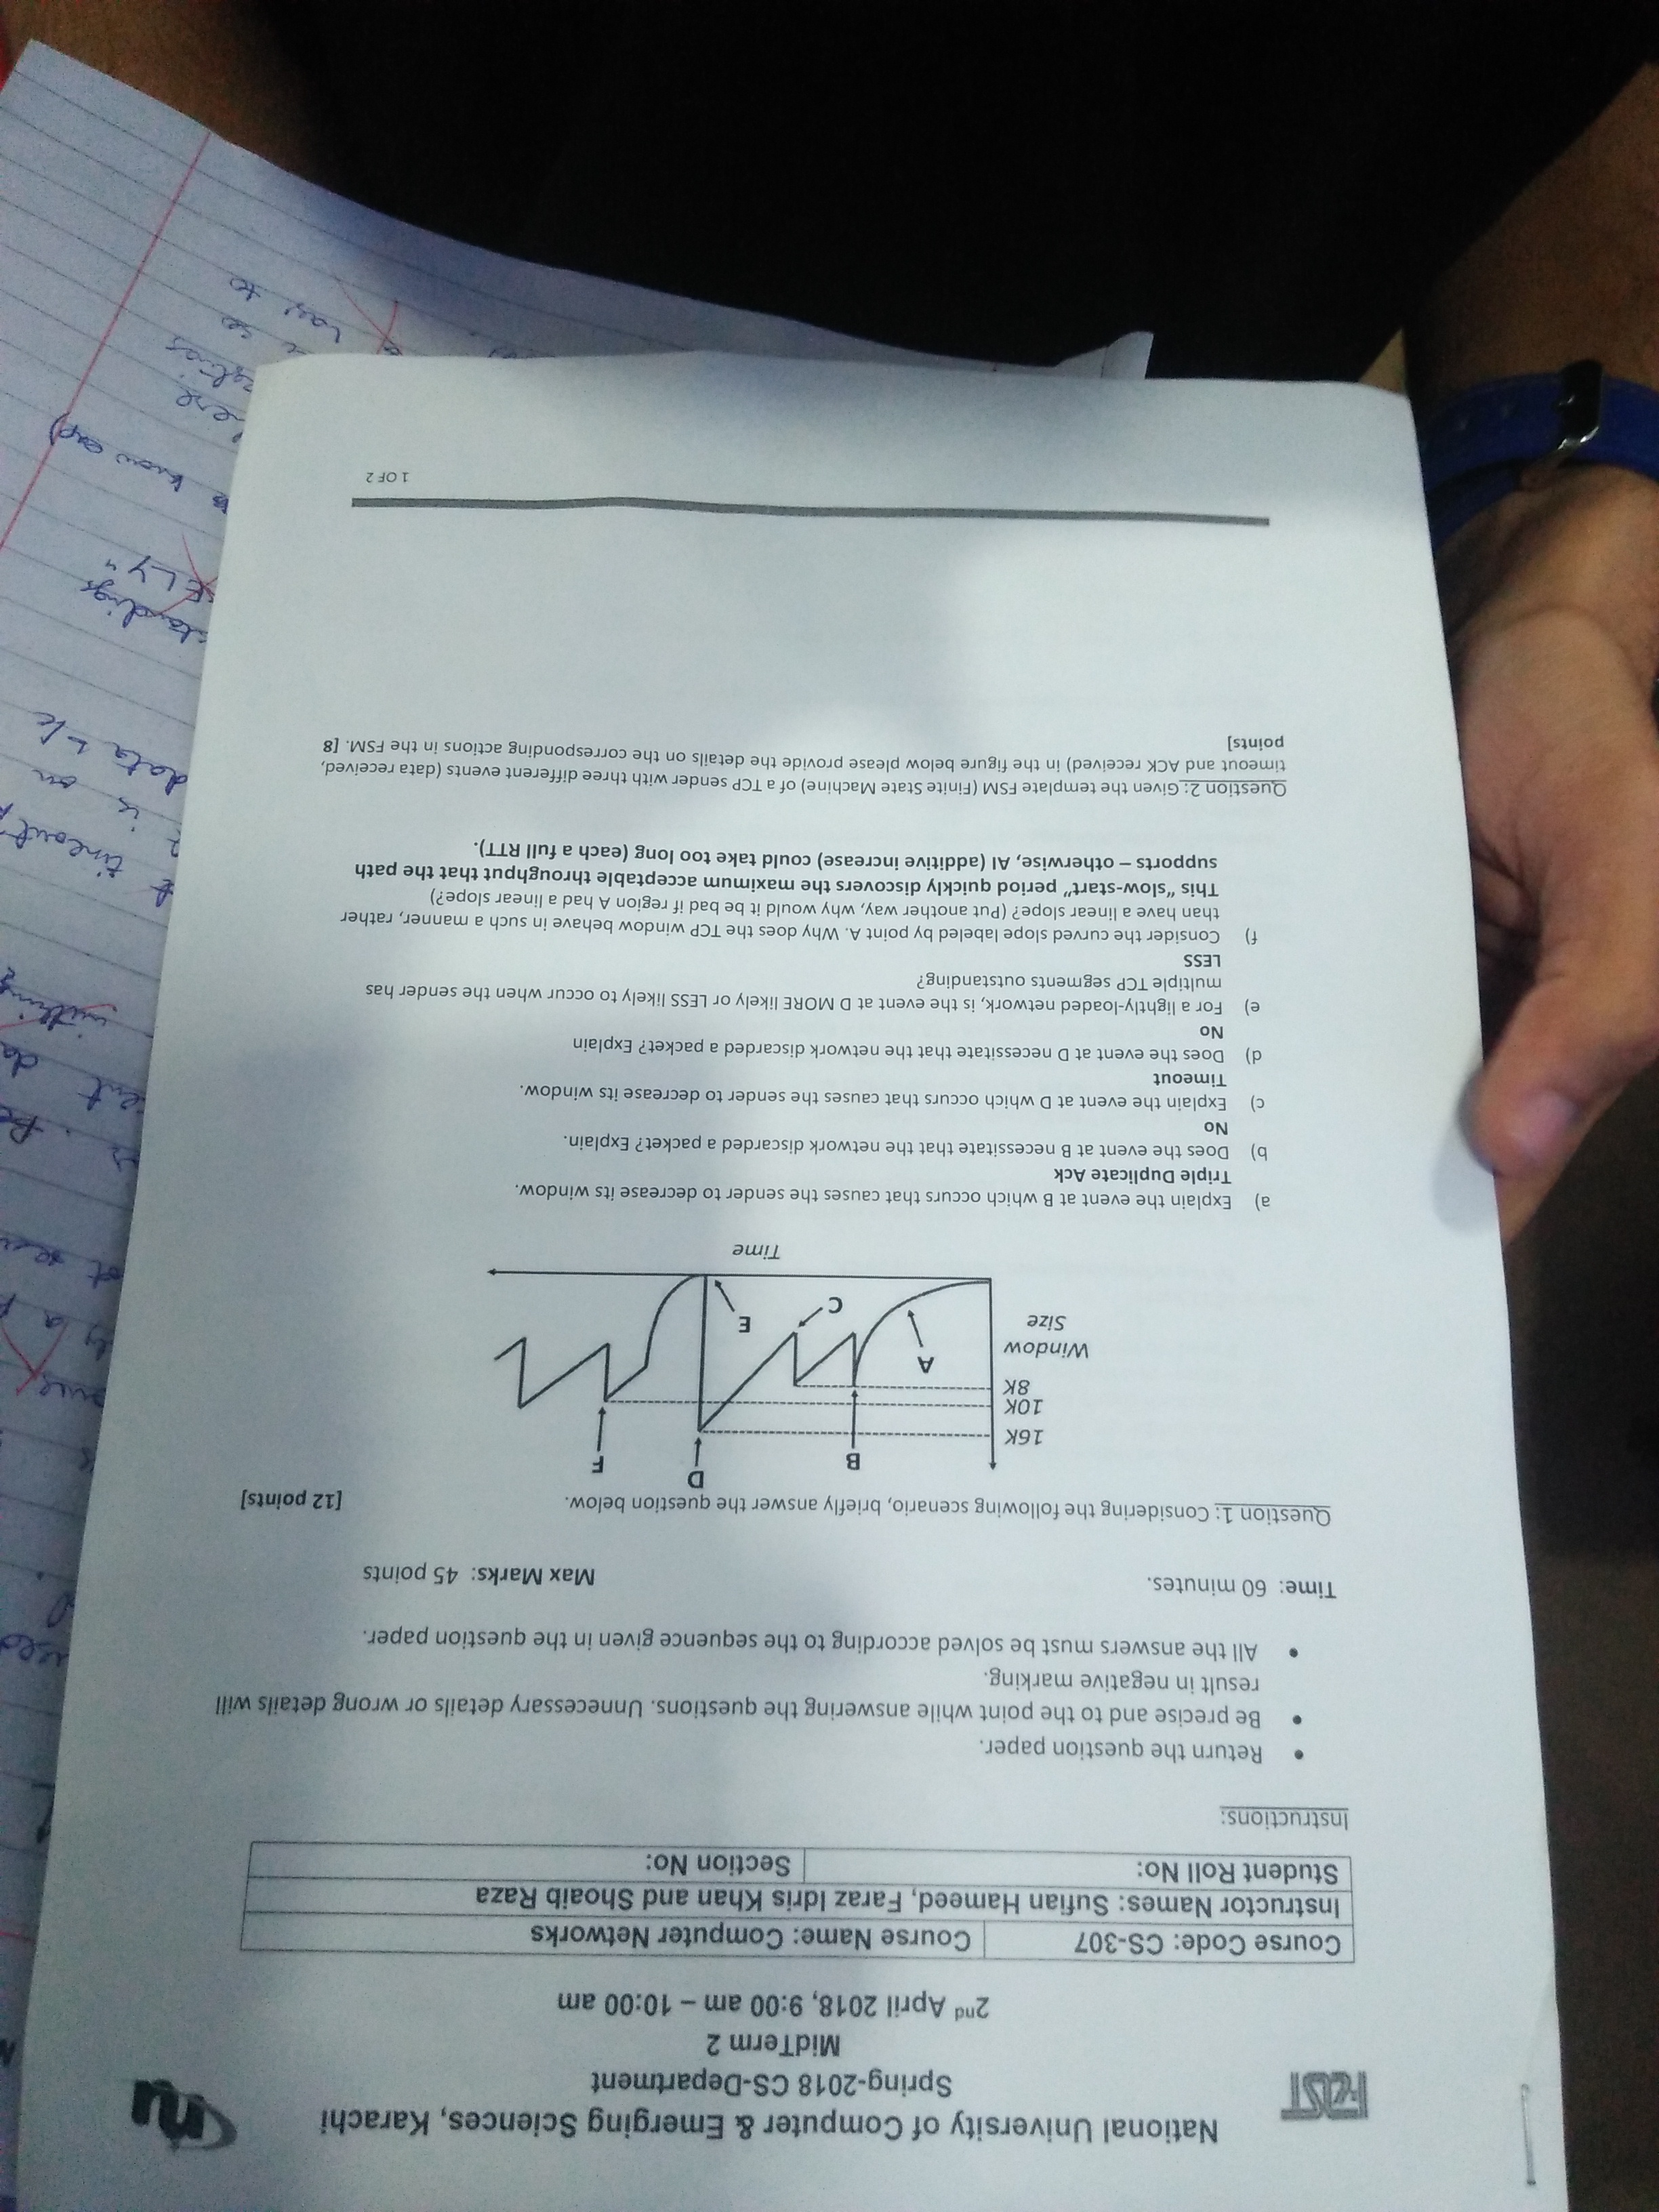 FAST
National University of Computer & Emerging Sciences, Karachi
nu
Spring-2018 CS-Department
MidTerm 2
2nd April 2018, 9:00 am – 10:00 am
Course Code: CS-307 Course Name: Computer Networks
Instructor Names: Sufian Hameed, Faraz Idris Khan and Shoaib Raza
Student Roll No: Section No:
Instructions:
• Return the question paper.
• Be precise and to the point while answering the questions. Unnecessary details or wrong details will
result in negative marking.
• All the answers must be solved according to the sequence given in the question paper.
Time: 60 minutes. Max Marks: 45 points
Question 1: Considering the following scenario, briefly answer the question below. [12 points]
D
B F
16K
10K
8K
A
Window
Size
E
C
Time
a) Explain the event at B which occurs that causes the sender to decrease its window.
Triple Duplicate Ack
b) Does the event at B necessitate that the network discarded a packet? Explain.
No
c) Explain the event at D which occurs that causes the sender to decrease its window.
Timeout
d) Does the event at D necessitate that the network discarded a packet? Explain
No
e) For a lightly-loaded network, is the event at D MORE likely or LESS likely to occur when the sender has
multiple TCP segments outstanding?
LESS
f) Consider the curved slope labeled by point A. Why does the TCP window behave in such a manner, rather
than have a linear slope? (Put another way, why would it be bad if region A had a linear slope?)
This “slow-start” period quickly discovers the maximum acceptable throughput that the path
supports – otherwise, AI (additive increase) could take too long (each a full RTT).
Question 2: Given the template FSM (Finite State Machine) of a TCP sender with three different events (data received,
timeout and ACK received) in the figure below please provide the details on the corresponding actions in the FSM. [8
points]
1 OF 2
timeout
is on
data b/c
know exp)
so
has to